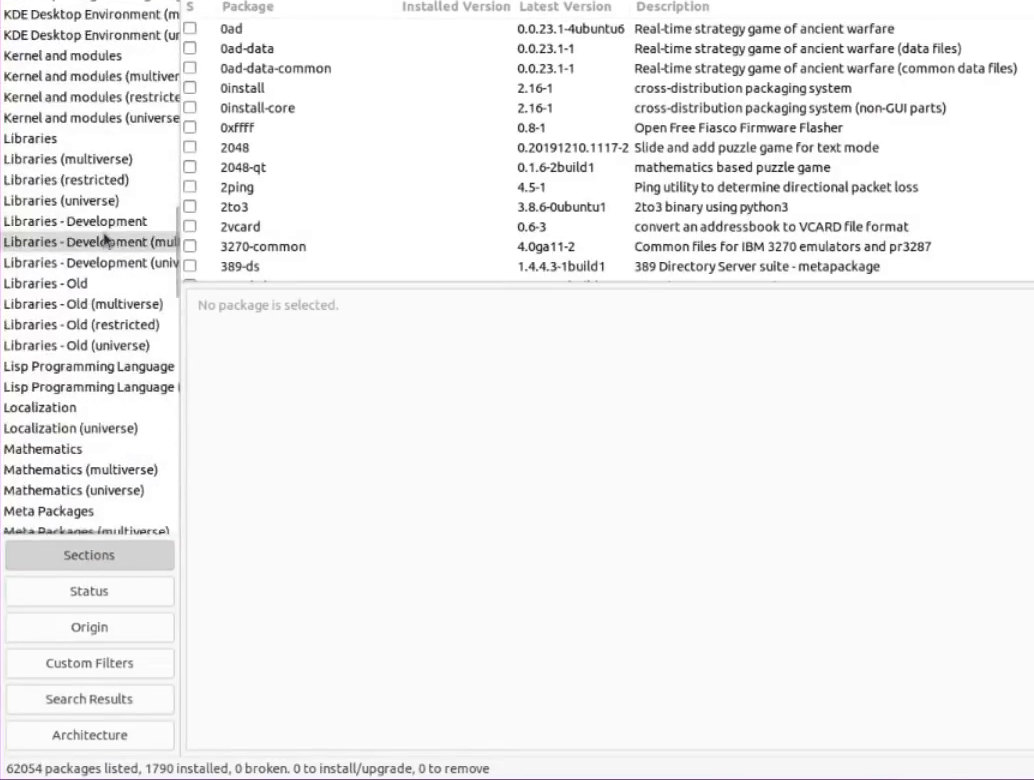 KDE Desktop Environment (m
KDE Desktop Environment (ur
Kernel and modules
Kernel and modules (multiver
Kernel and modules (restricte
Kernel and modules (universe
Libraries
Libraries (multiverse)
Libraries (restricted)
Libraries (universe)
Libraries - Development
Libraries - Development (mul
Libraries - Development (univ
Libraries - Old
Libraries - Old (multiverse)
Libraries - Old (restricted)
Libraries - Old (universe)
Lisp Programming Language
Lisp Programming Language
Localization
Localization (universe)
Mathematics
Mathematics (multiverse)
Mathematics (universe)
Meta Packages
Meta Packages (multiverse)
Sections
Status
Origin
Custom Filters
Search Results
Architecture
S Package Installed Version Latest Version Description
0ad 0.0.23.1-4ubuntu6 Real-time strategy game of ancient warfare
0ad-data 0.0.23.1-1 Real-time strategy game of ancient warfare (data files)
0ad-data-common 0.0.23.1-1 Real-time strategy game of ancient warfare (common data files)
0install 2.16-1 cross-distribution packaging system
0install-core 2.16-1 cross-distribution packaging system (non-GUI parts)
0xffff 0.8-1 Open Free Fiasco Firmware Flasher
2048 0.20191210.1117-2 Slide and add puzzle game for text mode
2048-qt 0.1.6-2build1 mathematics based puzzle game
2ping 4.5-1 Ping utility to determine directional packet loss
2to3 3.8.6-0ubuntu1 2to3 binary using python3
2vcard 0.6-3 convert an addressbook to VCARD file format
3270-common 4.0ga11-2 Common files for IBM 3270 emulators and pr3287
389-ds 1.4.4.3-1build1 389 Directory Server suite - metapackage
No package is selected.
62054 packages listed, 1790 installed, 0 broken. 0 to install/upgrade, 0 to remove